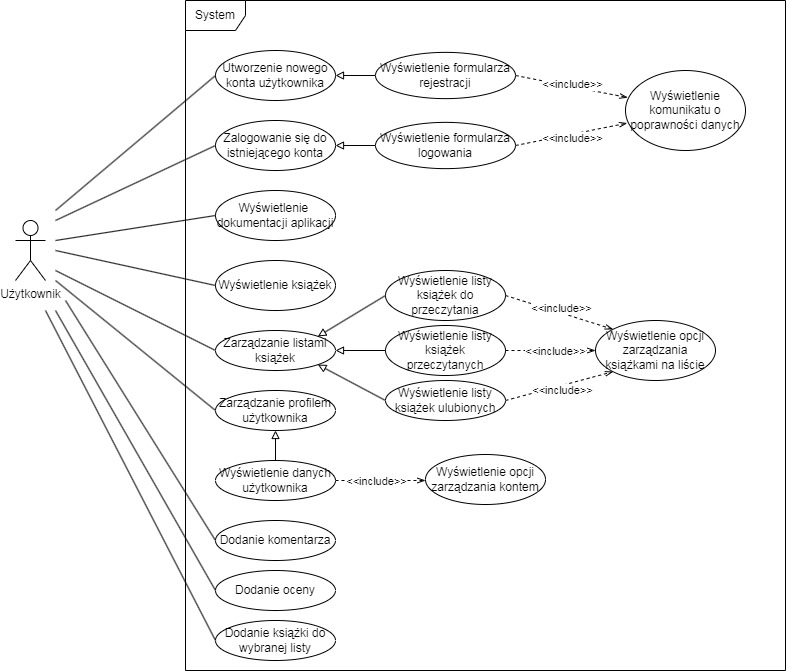 System
Utworzenie nowego
konta użytkownika
Wyświetlenie formularza
rejestracji
<<include>>
Wyświetlenie
komunikatu o
poprawności danych
Zalogowanie się do
istniejącego konta
Wyświetlenie formularza
logowania
<<include>>
Wyświetlenie
dokumentacji aplikacji
Użytkownik
Wyświetlenie książek
Wyświetlenie listy
książek do
przeczytania
<<include>>
Zarządzanie listami
książek
Wyświetlenie listy
książek
przeczytanych
<<include>>
Wyświetlenie opcji
zarządzania
książkami na liście
Wyświetlenie listy
książek ulubionych
<<include>>
Zarządzanie profilem
użytkownika
Wyświetlenie danych
użytkownika
<<include>>
Wyświetlenie opcji
zarządzania kontem
Dodanie komentarza
Dodanie oceny
Dodanie książki do
wybranej listy